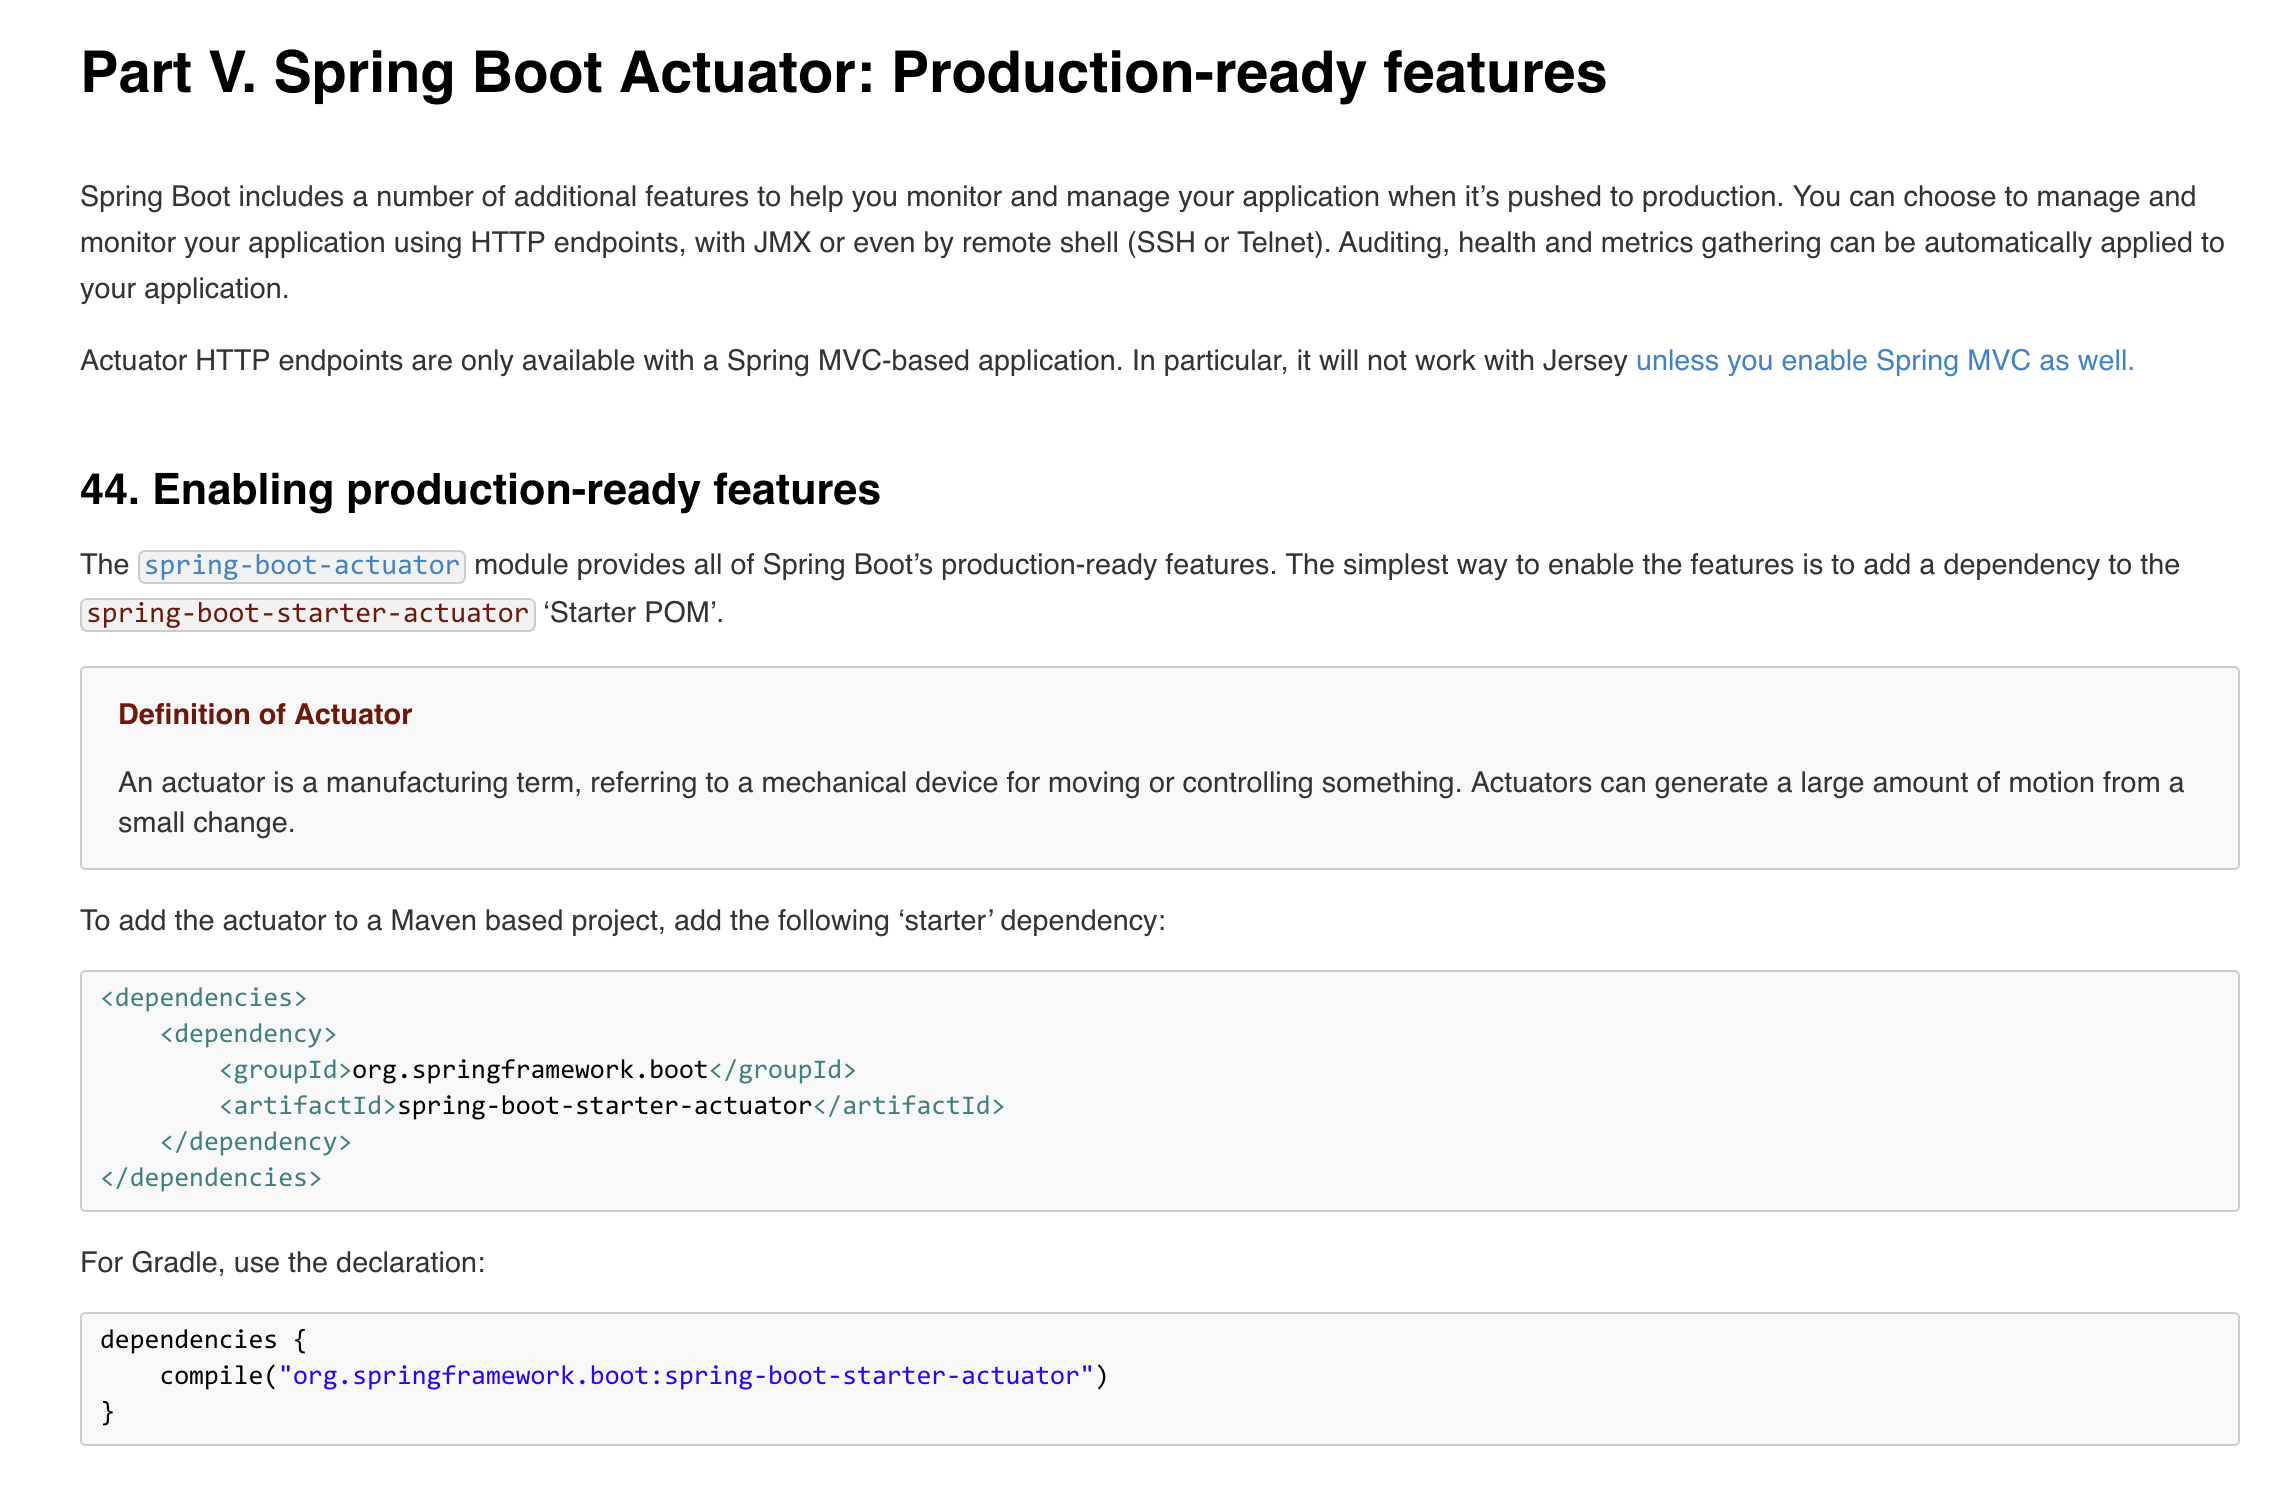 Part V. Spring Boot Actuator: Production-ready features
Spring Boot includes a number of additional features to help you monitor and manage your application when it’s pushed to production. You can choose to manage and
monitor your application using HTTP endpoints, with JMX or even by remote shell (SSH or Telnet). Auditing, health and metrics gathering can be automatically applied to
your application.
Actuator HTTP endpoints are only available with a Spring MVC-based application. In particular, it will not work with Jersey unless you enable Spring MVC as well.
44. Enabling production-ready features
The spring-boot-actuator module provides all of Spring Boot’s production-ready features. The simplest way to enable the features is to add a dependency to the
spring-boot-starter-actuator ‘Starter POM’.
Definition of Actuator
An actuator is a manufacturing term, referring to a mechanical device for moving or controlling something. Actuators can generate a large amount of motion from a
small change.
To add the actuator to a Maven based project, add the following ‘starter’ dependency:
<dependencies>
    <dependency>
        <groupId>org.springframework.boot</groupId>
        <artifactId>spring-boot-starter-actuator</artifactId>
    </dependency>
</dependencies>
For Gradle, use the declaration:
dependencies {
    compile("org.springframework.boot:spring-boot-starter-actuator")
}